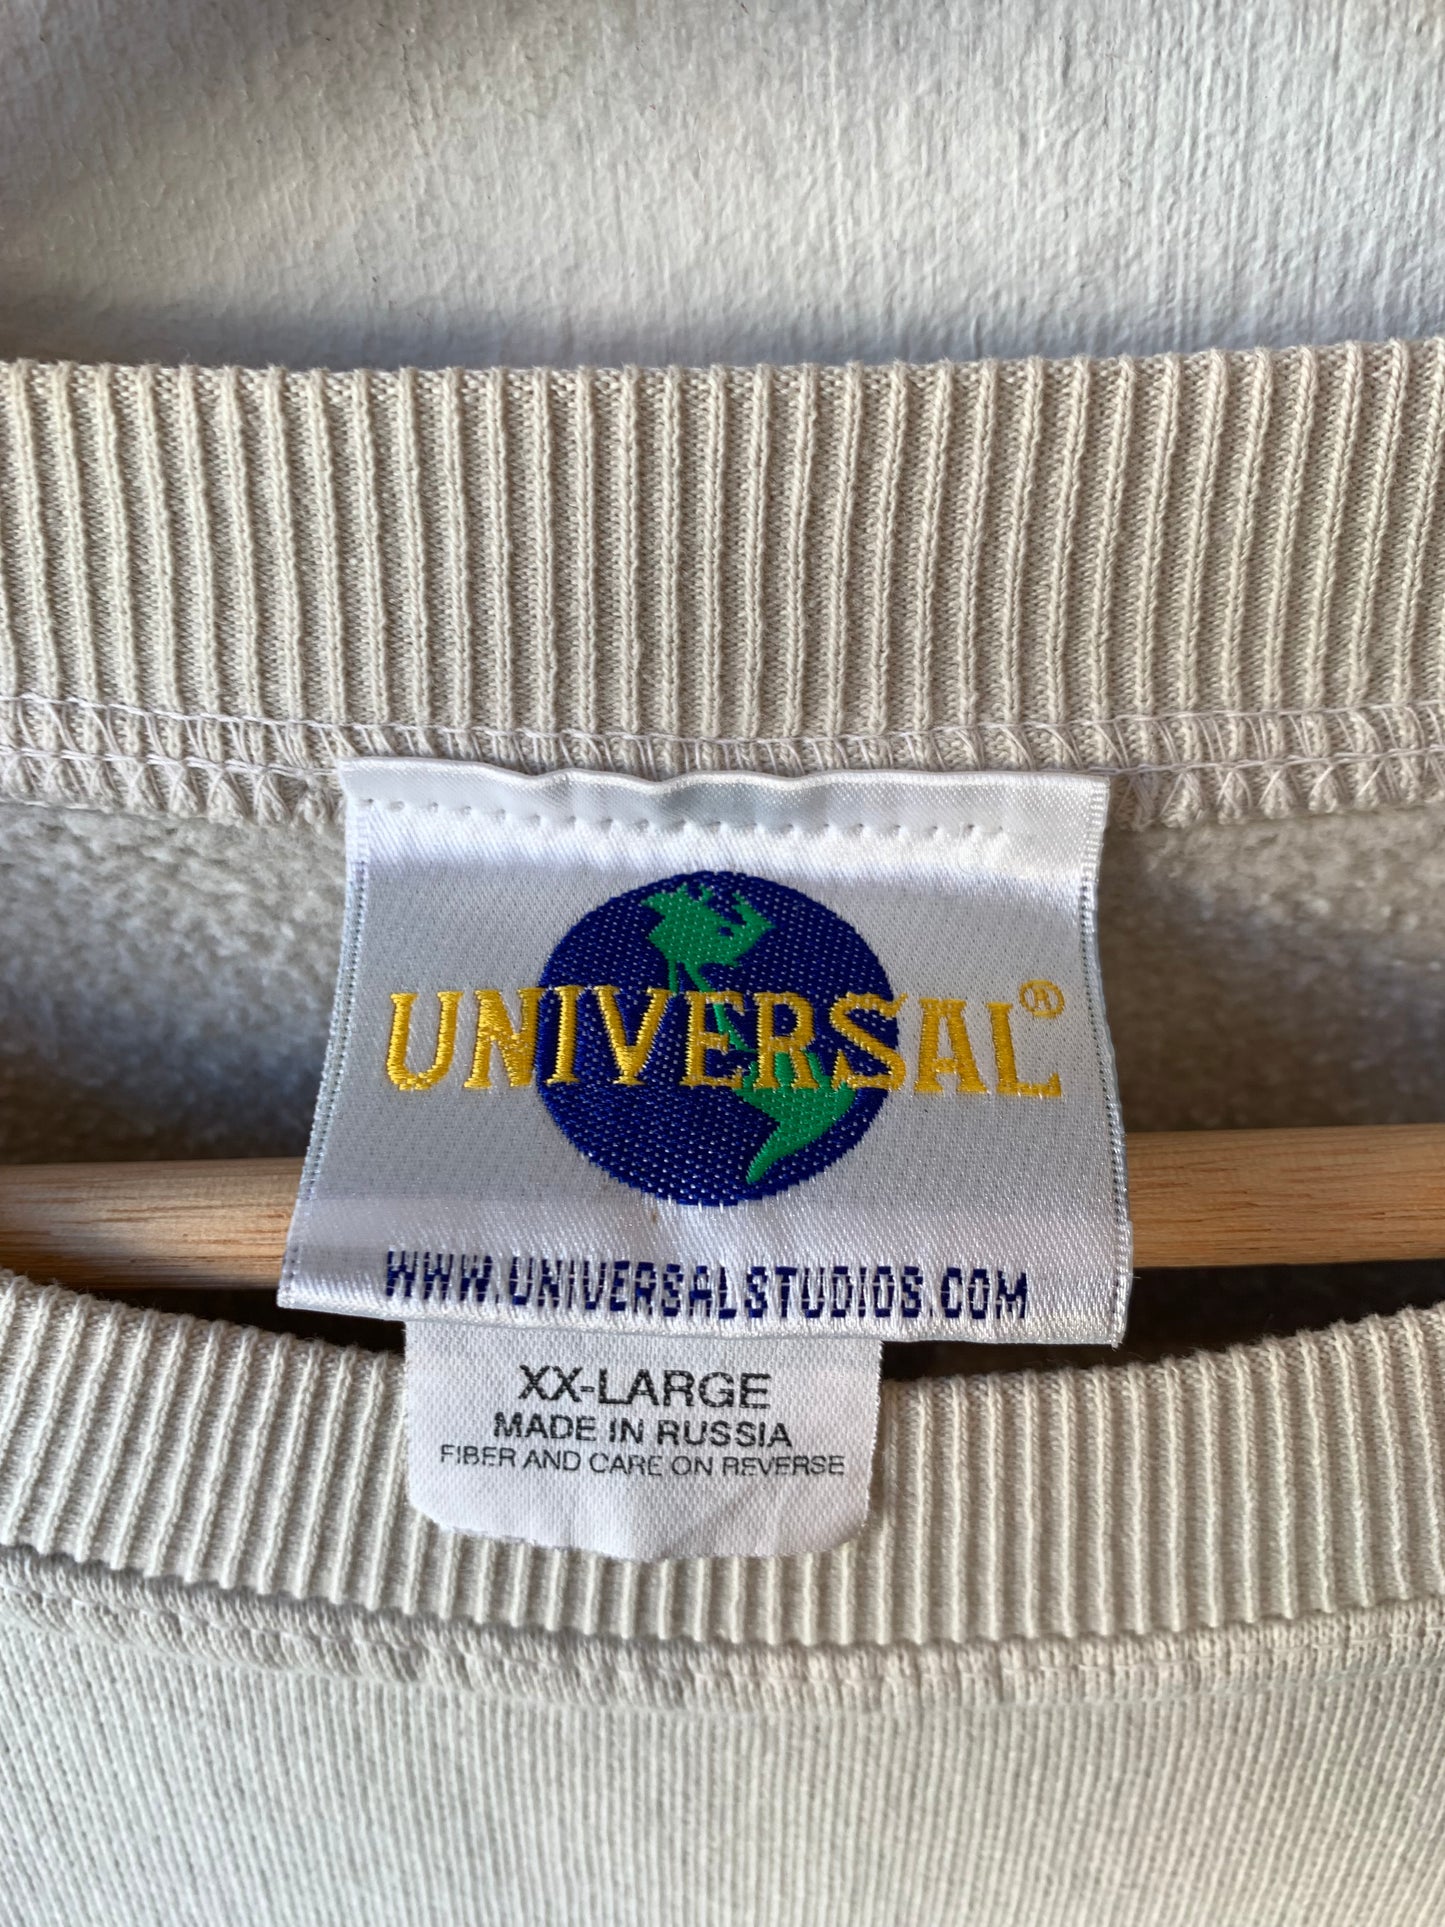 UNIVERSAL®
WWW.UNIVERSALSTUDIOS.COM
XX-LARGE
MADE IN RUSSIA
FIBER AND CARE ON REVERSE